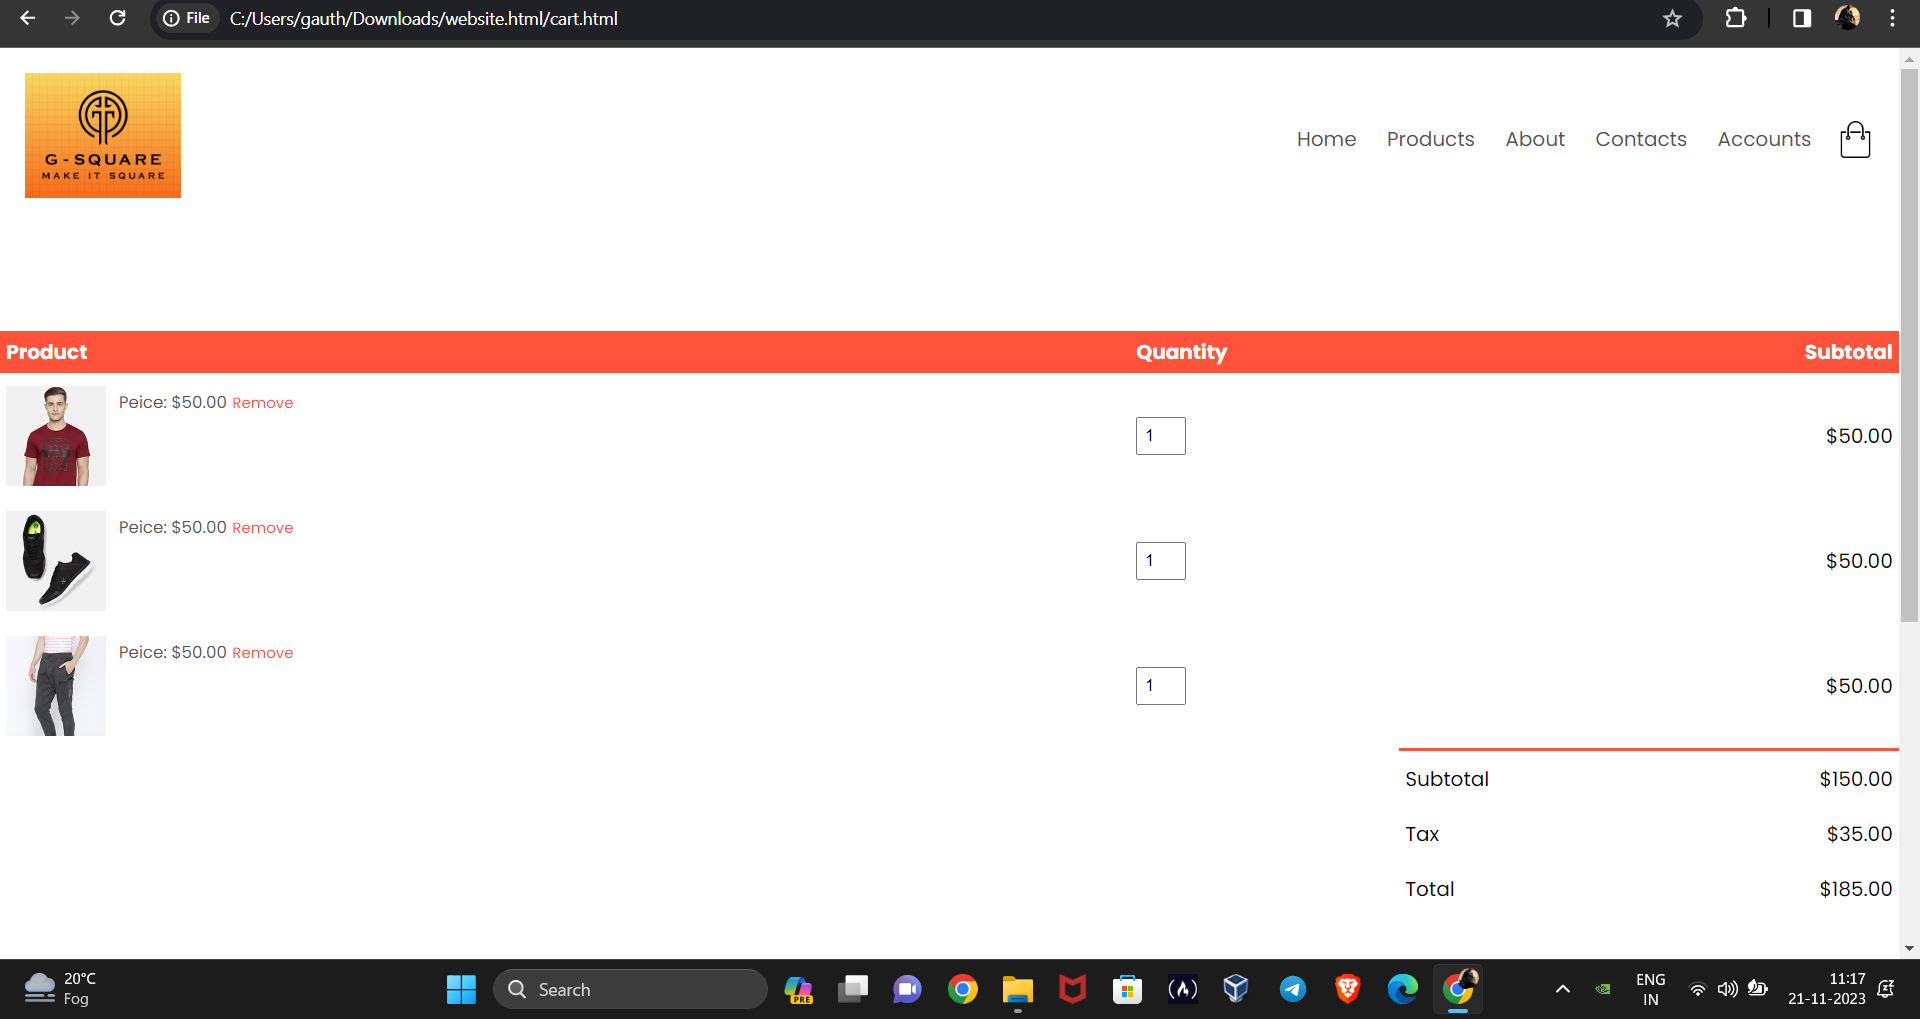 File C:/Users/gauth/Downloads/website.html/cart.html
G-SQUARE
MAKE IT SQUARE
Home Products About Contacts Accounts
Product Quantity Subtotal
Peice: $50.00 Remove
1
$50.00
Peice: $50.00 Remove
1
$50.00
Peice: $50.00 Remove
1
$50.00
Subtotal $150.00
Tax $35.00
Total $185.00
20°C
Fog
Search
PRE
ENG
IN
11:17
21-11-2023